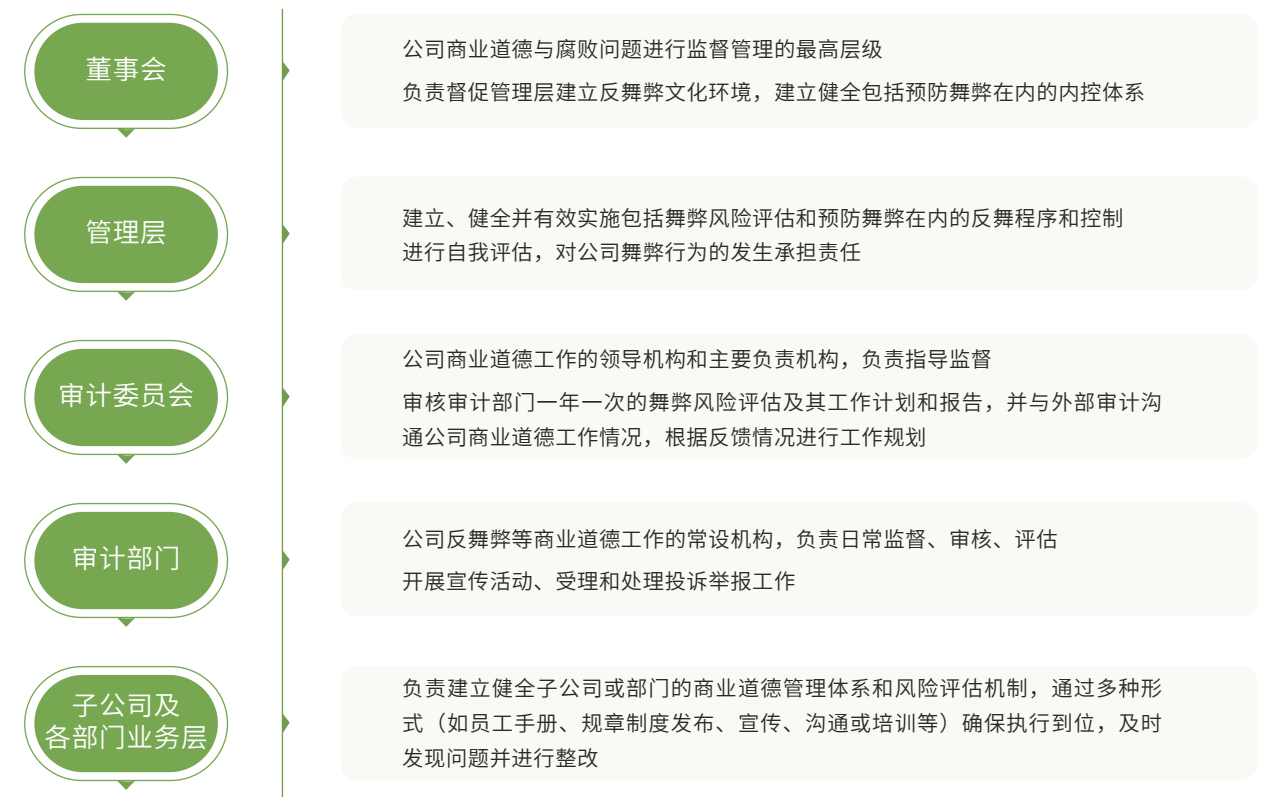 董事会
公司商业道德与腐败问题进行监督管理的最高层级
负责督促管理层建立反舞弊文化环境，建立健全包括预防舞弊在内的内控体系
管理层
建立、健全并有效实施包括舞弊风险评估和预防舞弊在内的反舞程序和控制
进行自我评估，对公司舞弊行为的发生承担责任
审计委员会
公司商业道德工作的领导机构和主要负责机构，负责指导监督
审核审计部门一年一次的舞弊风险评估及其工作计划和报告，并与外部审计沟
通公司商业道德工作情况，根据反馈情况进行工作规划
审计部门
公司反舞弊等商业道德工作的常设机构，负责日常监督、审核、评估
开展宣传活动、受理和处理投诉举报工作
子公司及
各部门业务层
负责建立健全子公司或部门的商业道德管理体系和风险评估机制，通过多种形
式（如员工手册、规章制度发布、宣传、沟通或培训等）确保执行到位，及时
发现问题并进行整改